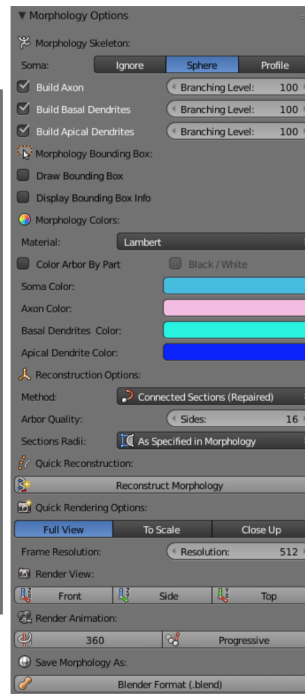 Morphology Options
Morphology Skeleton:
Soma: Ignore Sphere Profile
Build Axon Branching Level: 100
Build Basal Dendrites Branching Level: 100
Build Apical Dendrites Branching Level: 100
Morphology Bounding Box:
Draw Bounding Box
Display Bounding Box Info
Morphology Colors:
Material: Lambert
Color Arbor By Part Black / White
Soma Color:
Axon Color:
Basal Dendrites Color:
Apical Dendrite Color:
Reconstruction Options:
Method: Connected Sections (Repaired)
Arbor Quality: Sides: 16
Sections Radii: As Specified in Morphology
Quick Reconstruction:
Reconstruct Morphology
Quick Rendering Options:
Full View To Scale Close Up
Frame Resolution: Resolution: 512
Render View:
Front Side Top
Render Animation:
360 Progressive
Save Morphology As:
Blender Format (.blend)